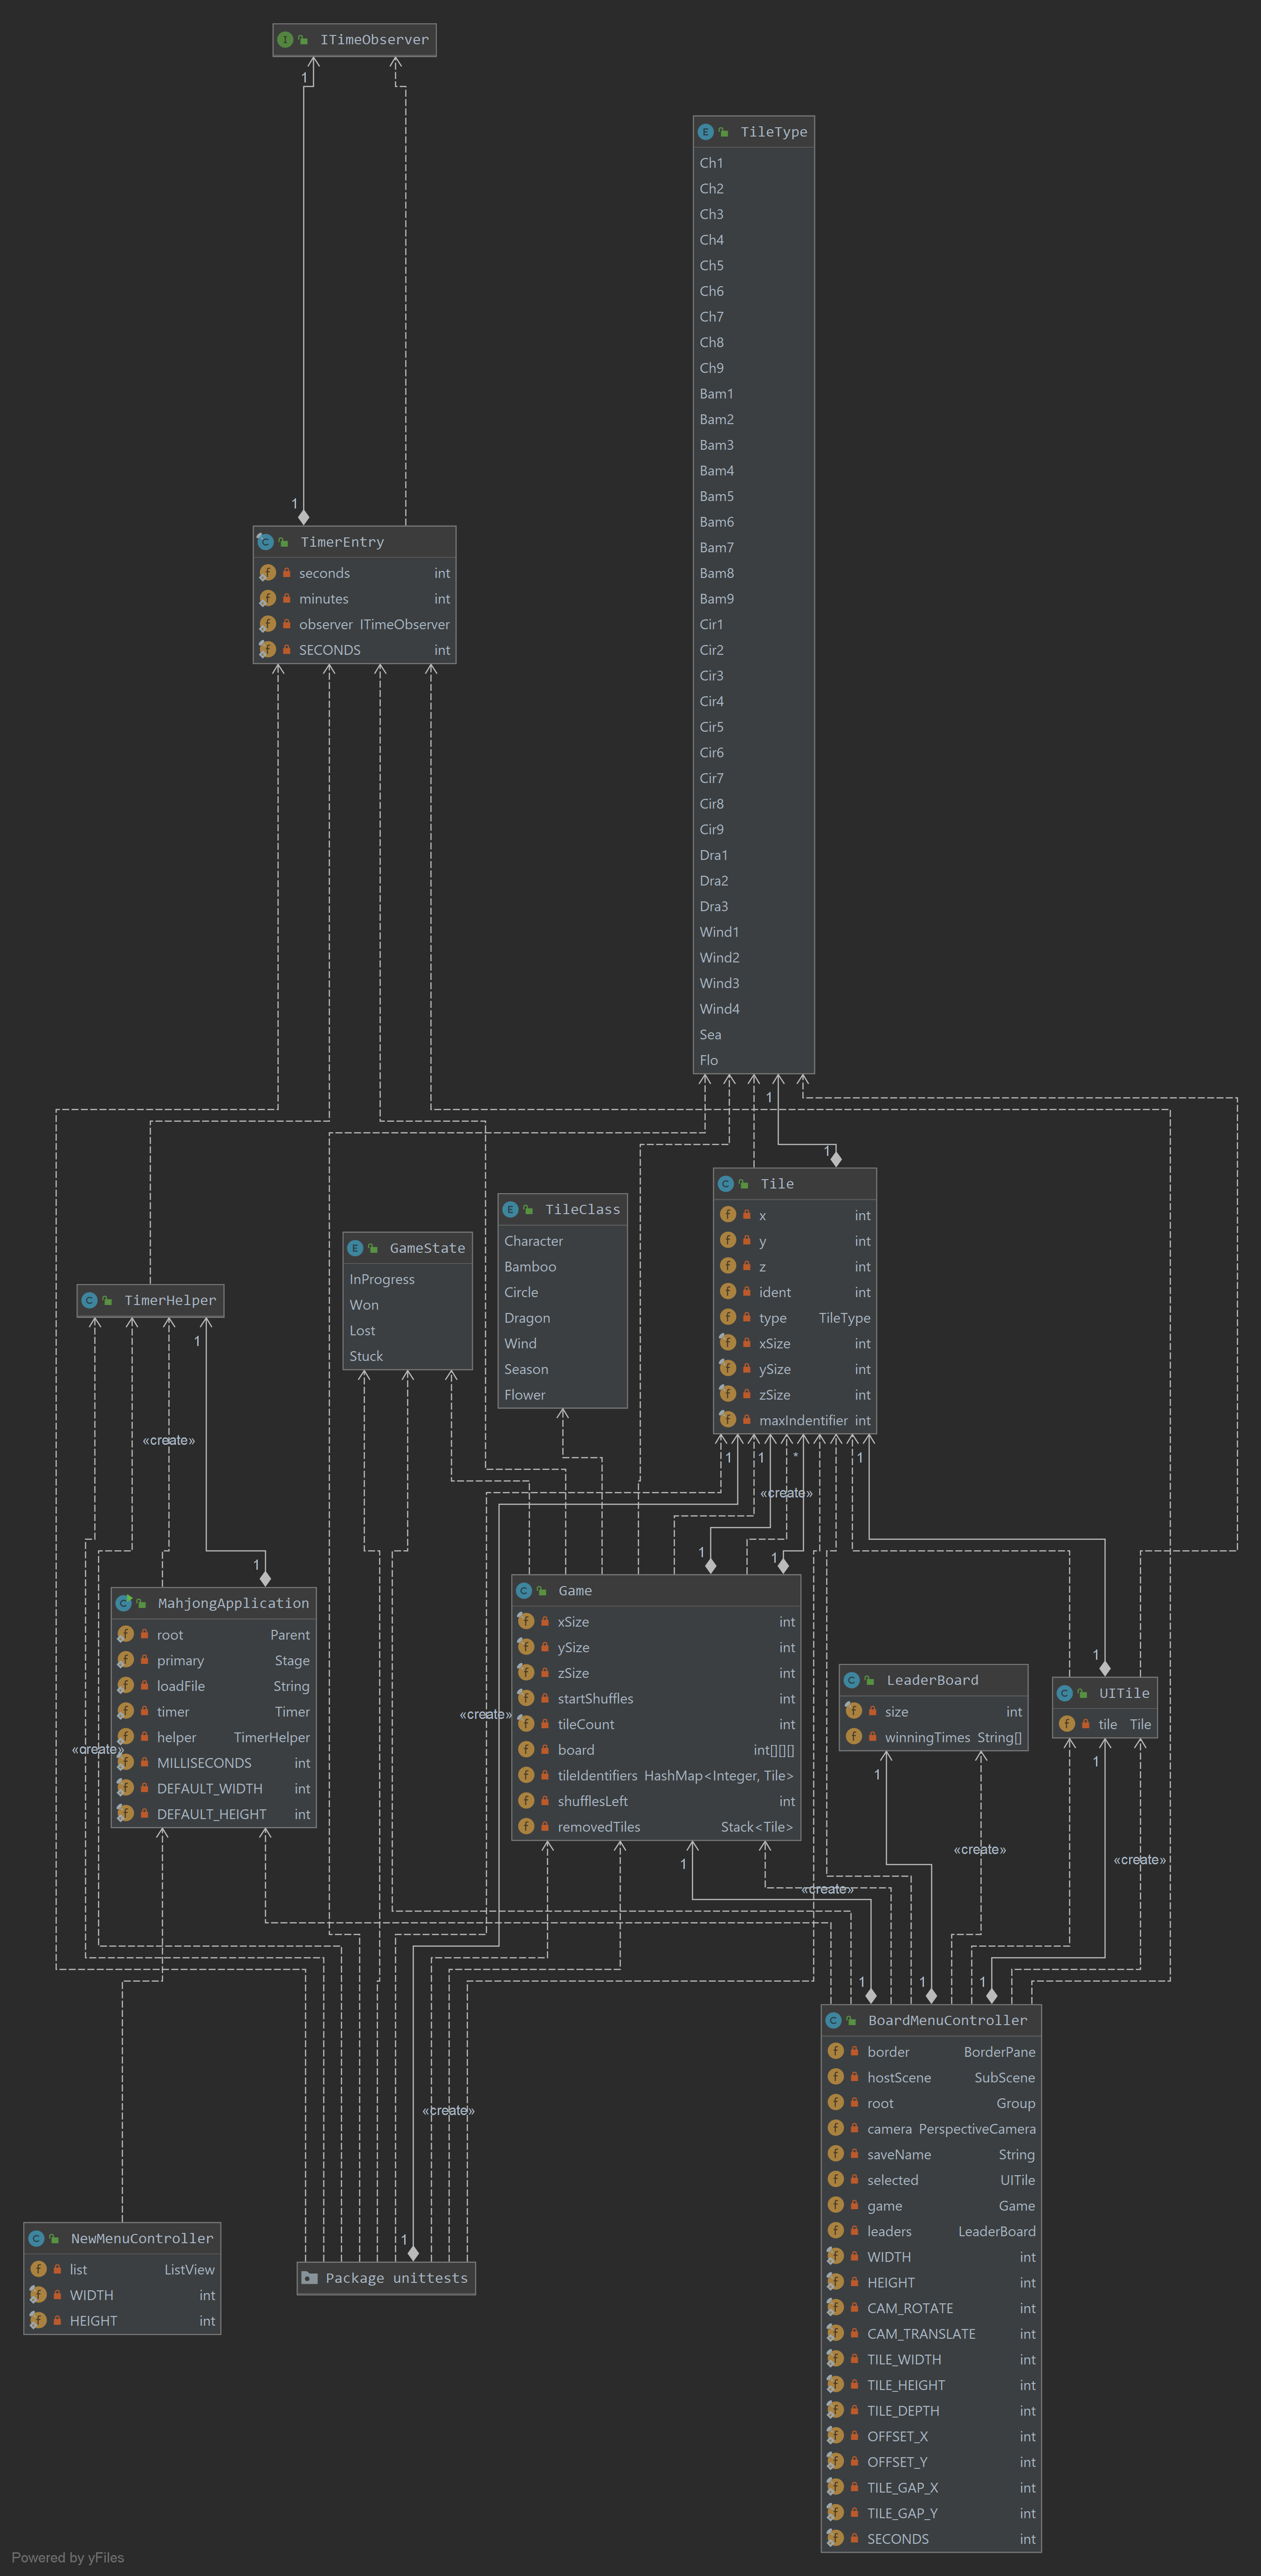 ITimeObserver
1
TileType
Ch1
Ch2
Ch3
Ch4
Ch5
Ch6
Ch7
Ch8
Ch9
Bam1
Bam2
Bam3
Bam4
Bam5
Bam6
Bam7
Bam8
Bam9
Cir1
Cir2
Cir3
Cir4
Cir5
Cir6
Cir7
Cir8
Cir9
Dra1
Dra2
Dra3
Wind1
Wind2
Wind3
Wind4
Sea
Flo
1
TimerEntry
seconds int
minutes int
observer ITimeObserver
SECONDS int
1
1
Tile
x int
y int
z int
ident int
type TileType
xSize int
ySize int
zSize int
maxIndentifier int
TileClass
Character
Bamboo
Circle
Dragon
Wind
Season
Flower
GameState
InProgress
Won
Lost
Stuck
TimerHelper
1
«create»
1
1
*
1
«create»
1
1
1
MahjongApplication
root Parent
primary Stage
loadFile String
timer Timer
helper TimerHelper
MILLISECONDS int
DEFAULT_WIDTH int
DEFAULT_HEIGHT int
«create»
«create»
Game
xSize int
ySize int
zSize int
startShuffles int
tileCount int
board int[][][]
tileIdentifiers HashMap<Integer, Tile>
shufflesLeft int
removedTiles Stack<Tile>
LeaderBoard
size int
winningTimes String[]
1
UITile
tile Tile
1
1
1
«create»
«create»
«create»
1
1
1
BoardMenuController
border BorderPane
hostScene SubScene
root Group
camera PerspectiveCamera
saveName String
selected UITile
game Game
leaders LeaderBoard
WIDTH int
HEIGHT int
CAM_ROTATE int
CAM_TRANSLATE int
TILE_WIDTH int
TILE_HEIGHT int
TILE_DEPTH int
OFFSET_X int
OFFSET_Y int
TILE_GAP_X int
TILE_GAP_Y int
SECONDS int
«create»
NewMenuController
list ListView
WIDTH int
HEIGHT int
1
Package unittests
Powered by yFiles